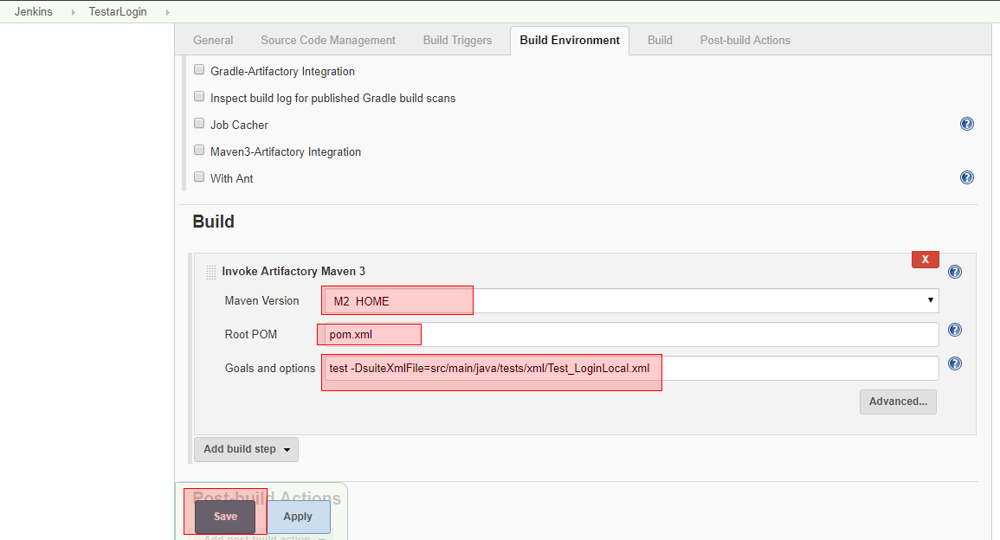 Jenkins TestarLogin
General Source Code Management Build Triggers Build Environment Build Post-build Actions
Gradle-Artifactory Integration
Inspect build log for published Gradle build scans
Job Cacher
Maven3-Artifactory Integration
With Ant
Build
X
Invoke Artifactory Maven 3
Maven Version M2_HOME
Root POM pom.xml
Goals and options test -DsuiteXmlFile=src/main/java/tests/xml/Test_LoginLocal.xml
Advanced...
Add build step
Post-build Actions
Save Apply
Add post-build action